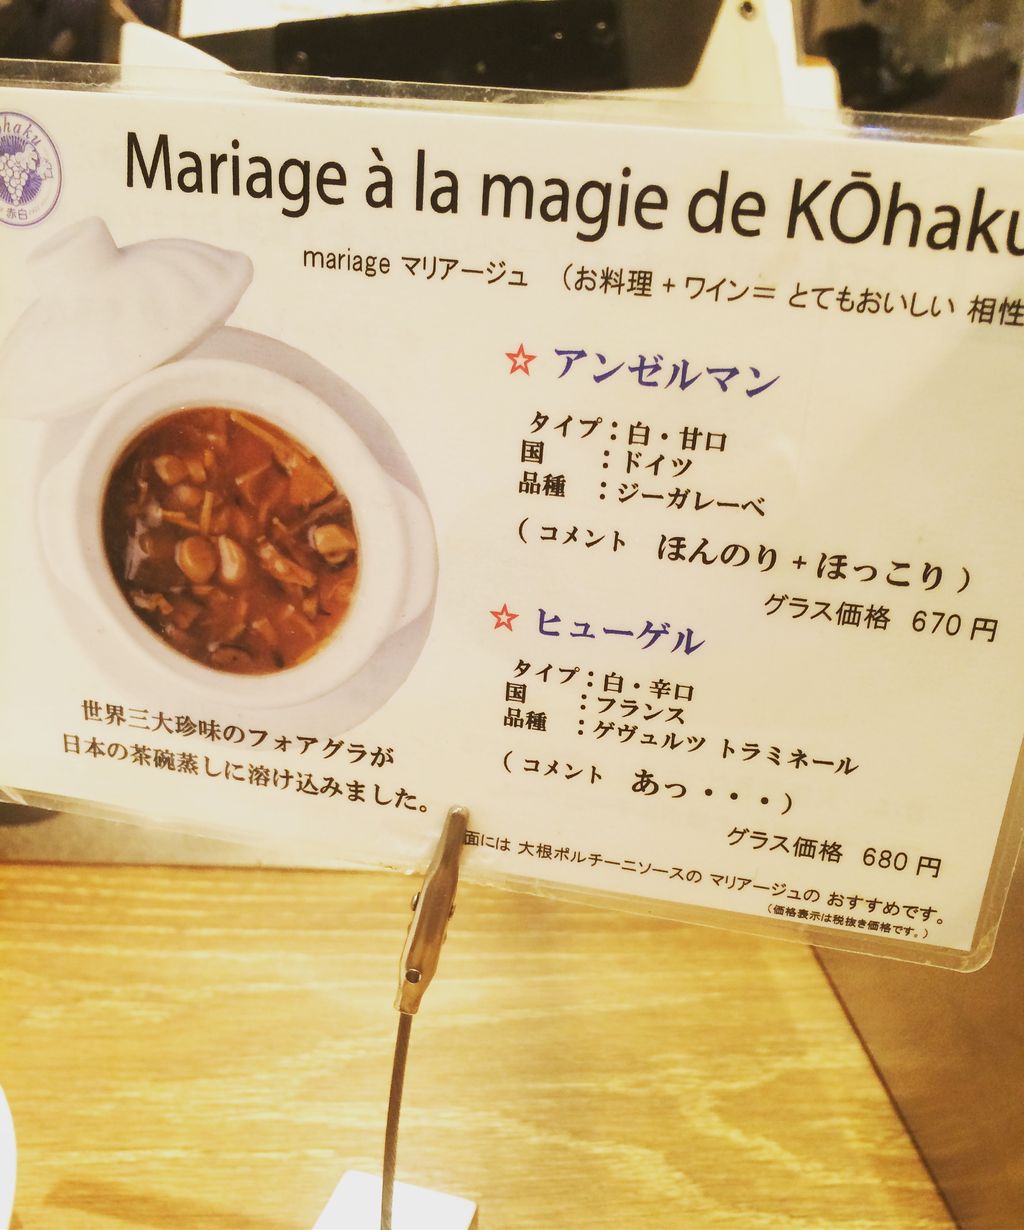 ohaku
赤白
Mariage à la magie de KŌhaku
mariage マリアージュ （お料理 + ワイン＝ とてもおいしい 相性
☆ アンゼルマン
タイプ：白・甘口
国 ：ドイツ
品種 ：ジーガレーベ
( コメント ほんのり + ほっこり )
グラス価格 670 円
☆ ヒューゲル
タイプ：白・辛口
国 ：フランス
品種 ：ゲヴュルツ トラミネール
( コメント あっ・・・)
グラス価格 680 円
世界三大珍味のフォアグラが
日本の茶碗蒸しに溶け込みました。
面には 大根ポルチーニソースの マリアージュの おすすめです。
（価格表示は税抜き価格です。）